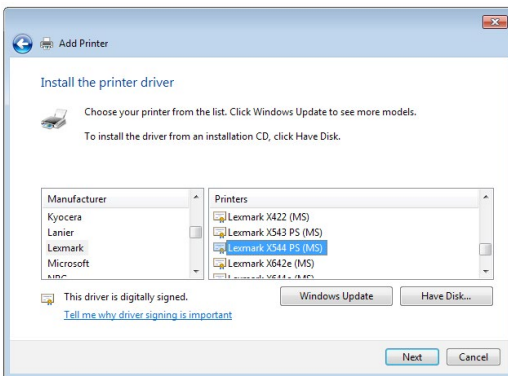 Add Printer
Install the printer driver
Choose your printer from the list. Click Windows Update to see more models.
To install the driver from an installation CD, click Have Disk.
Manufacturer
Kyocera
Lanier
Lexmark
Microsoft
Printers
Lexmark X422 (MS)
Lexmark X543 PS (MS)
Lexmark X544 PS (MS)
Lexmark X642e (MS)
This driver is digitally signed.
Tell me why driver signing is important
Windows Update
Have Disk...
Next
Cancel